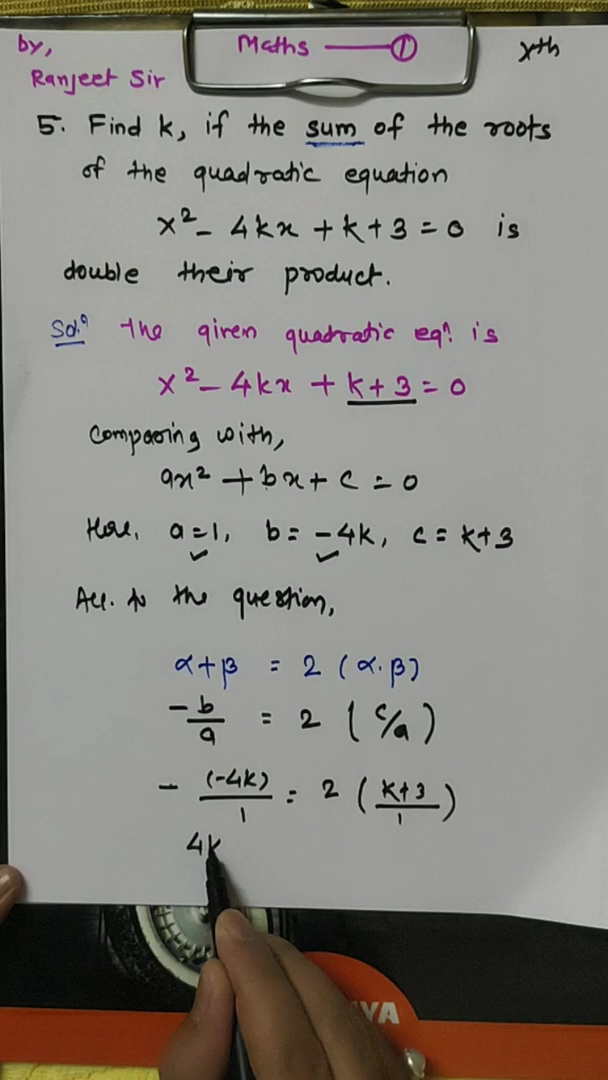 by,
Ranjeet Sir
Maths — ①
Xth
5. Find k, if the sum of the roots
of the quadratic equation
x² - 4kx + k + 3 = 0 is
double their product.
Solⁿ the given quadratic eqⁿ. is
x² - 4kx + k + 3 = 0
Comparing with,
ax² + bx + c = 0
Here, a = 1, b = -4k, c = k + 3
Acc. to the question,
α + β = 2 (α.β)
-b/a = 2 (c/a)
- (-4k)/1 = 2 (k+3/1)
4k
YA